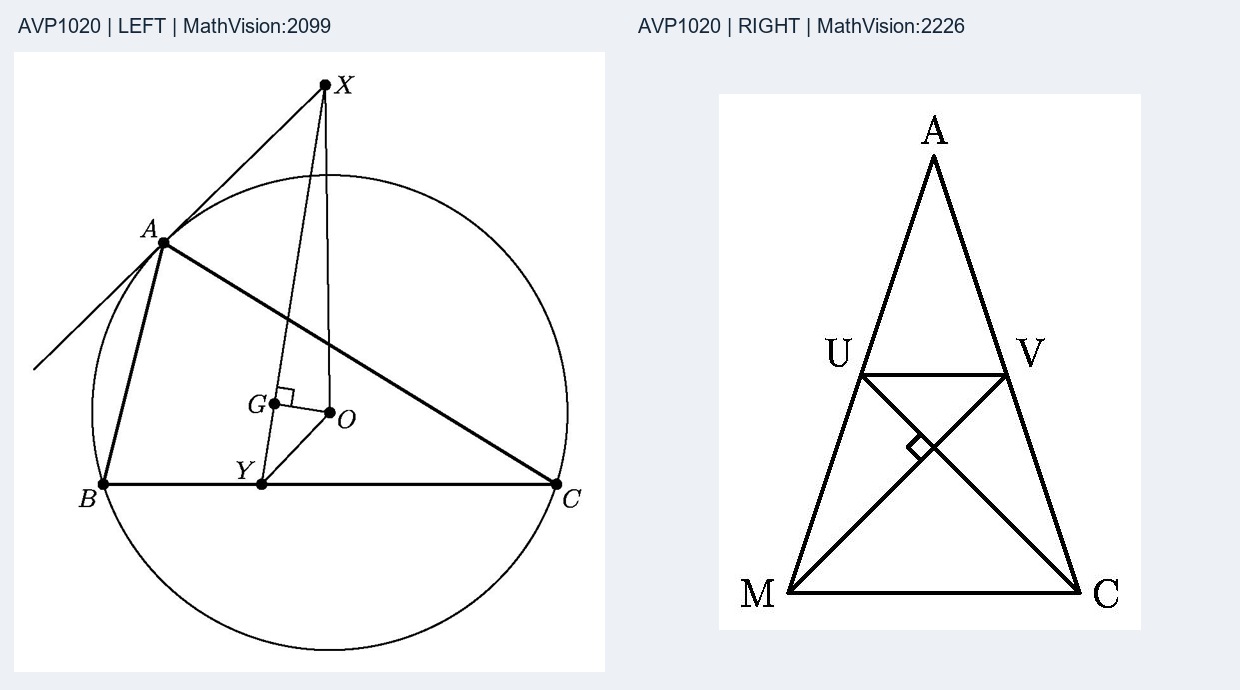 AVP1020 | LEFT | MathVision:2099
X
A
G
O
Y
B
C
AVP1020 | RIGHT | MathVision:2226
A
U
V
M
C